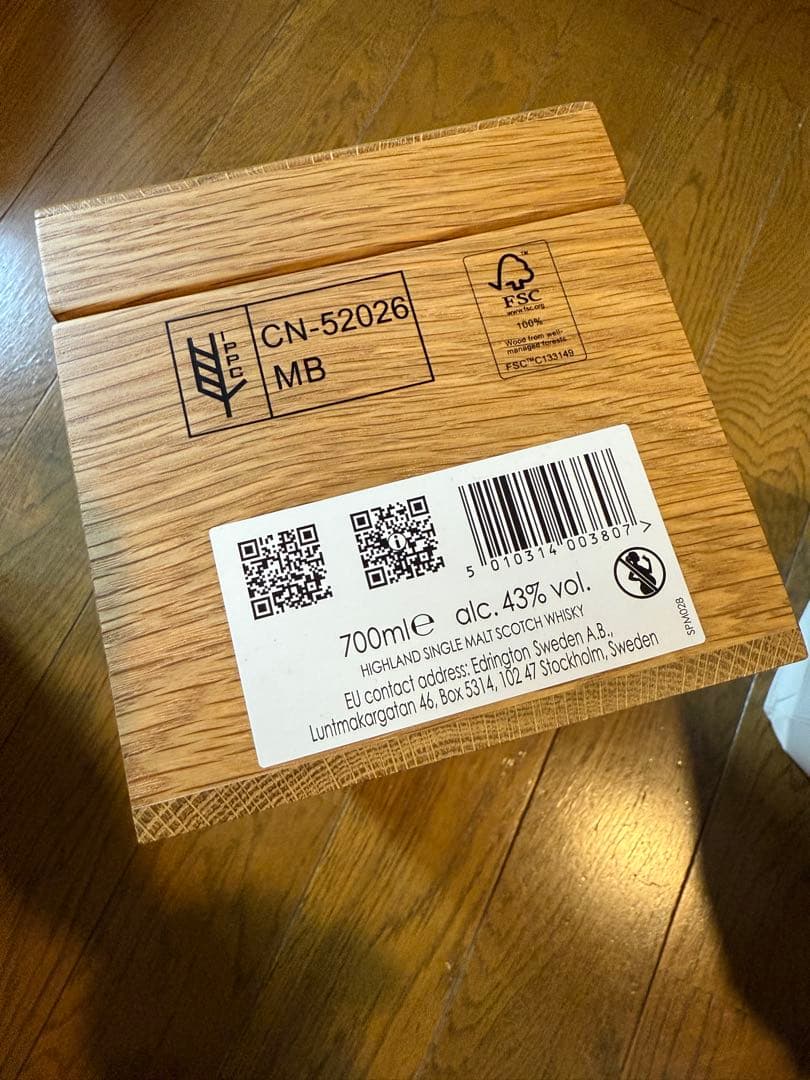 IPPC
CN-52026
MB
FSC
www.fsc.org
100%
Wood from well-
managed forests
FSC™C133149
5 010314 003807 >
700ml℮ alc. 43% vol.
HIGHLAND SINGLE MALT SCOTCH WHISKY
EU contact address: Edrington Sweden A.B.,
Luntmakargatan 46, Box 5314, 102 47 Stockholm, Sweden
SPM028